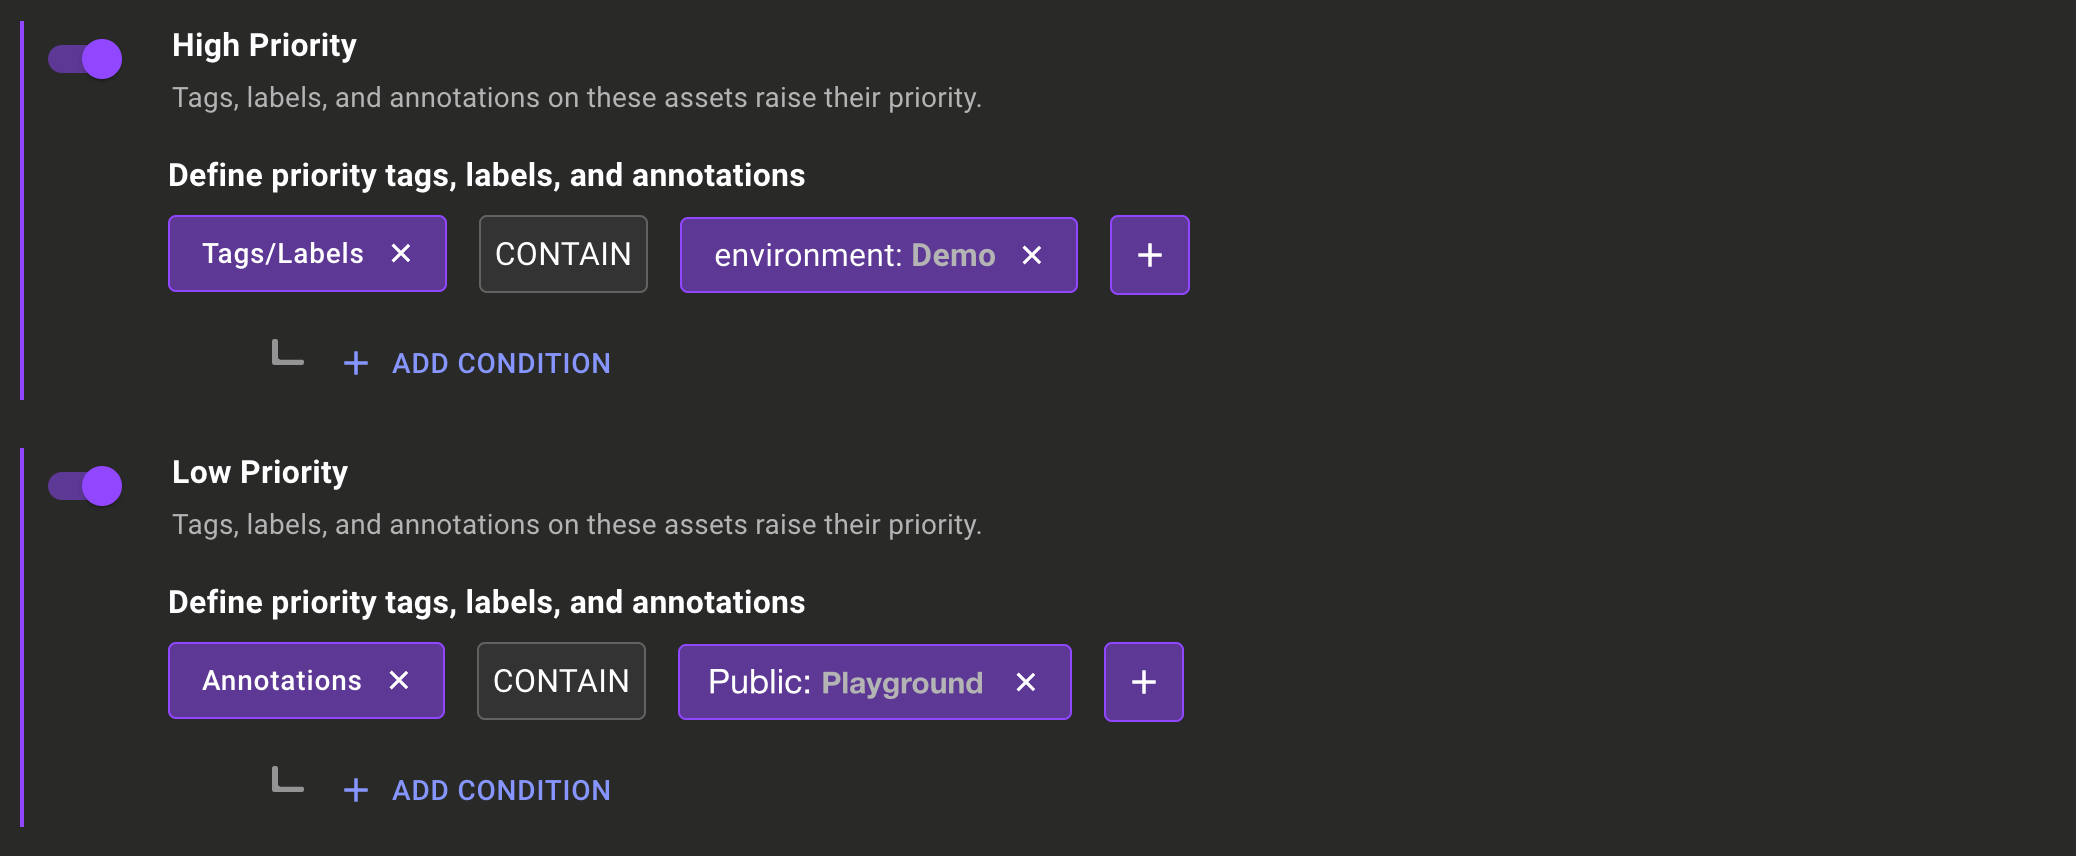 High Priority
Tags, labels, and annotations on these assets raise their priority.
Define priority tags, labels, and annotations
Tags/Labels CONTAIN environment: Demo
ADD CONDITION
Low Priority
Tags, labels, and annotations on these assets raise their priority.
Define priority tags, labels, and annotations
Annotations CONTAIN Public: Playground
ADD CONDITION